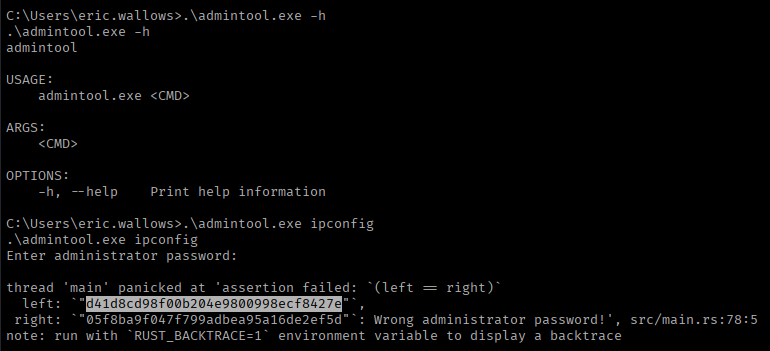 C:\Users\eric.wallows>.\admintool.exe -h
.\admintool.exe -h
admintool
USAGE:
    admintool.exe <CMD>
ARGS:
    <CMD>
OPTIONS:
    -h, --help    Print help information
C:\Users\eric.wallows>.\admintool.exe ipconfig
.\admintool.exe ipconfig
Enter administrator password:
thread 'main' panicked at 'assertion failed: `(left == right)`
  left: `"d41d8cd98f00b204e9800998ecf8427e"`,
 right: `"05f8ba9f047f799adbea95a16de2ef5d"`: Wrong administrator password!', src/main.rs:78:5
note: run with `RUST_BACKTRACE=1` environment variable to display a backtrace